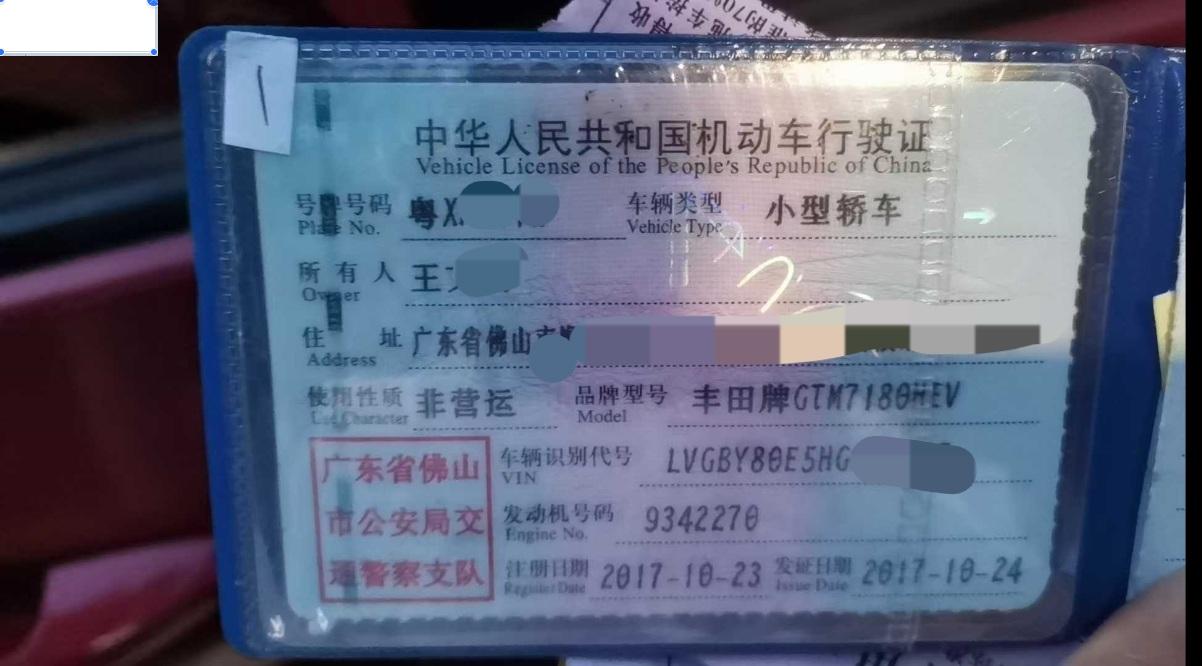 中华人民共和国机动车行驶证
Vehicle License of the People's Republic of China
号牌号码 粤X 车辆类型 小型轿车
Plate No. Vehicle Type
所有人 王
Owner
住址 广东省佛山市
Address
使用性质 非营运 品牌型号 丰田牌GTM7180HEV
Use Character Model
广东省佛山
市公安局交
通警察支队
车辆识别代号 LVGBY80E5HG
VIN
发动机号码 9342270
Engine No.
注册日期 2017-10-23 发证日期 2017-10-24
Register Date Issue Date